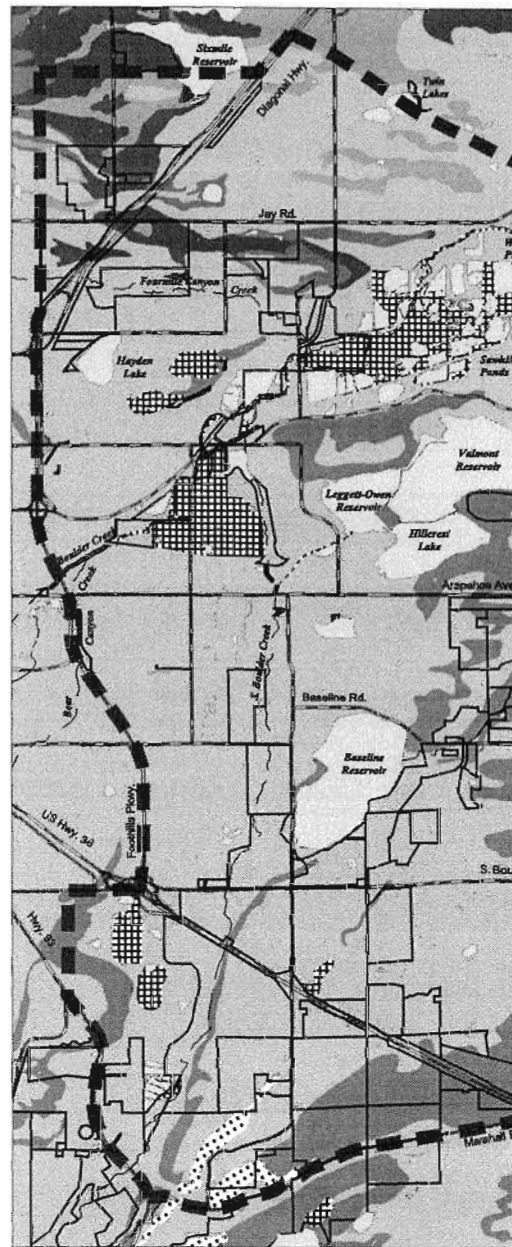 Sixmile
Reservoir
Diagonal Hwy.
Twin
Lakes
Jay Rd.
Fourmile Canyon
Creek
Hayden
Lake
Ponds
Valmont
Reservoir
Leggett-Owen
Reservoir
Hillcrest
Lake
Boulder Creek
Arapahoe Ave
Bear
Canyon
Creek
S. Boulder Creek
Baseline Rd.
Baseline
Reservoir
Foothills Pkwy.
US Hwy. 36
S. Bou
Hwy. 93
Marshall